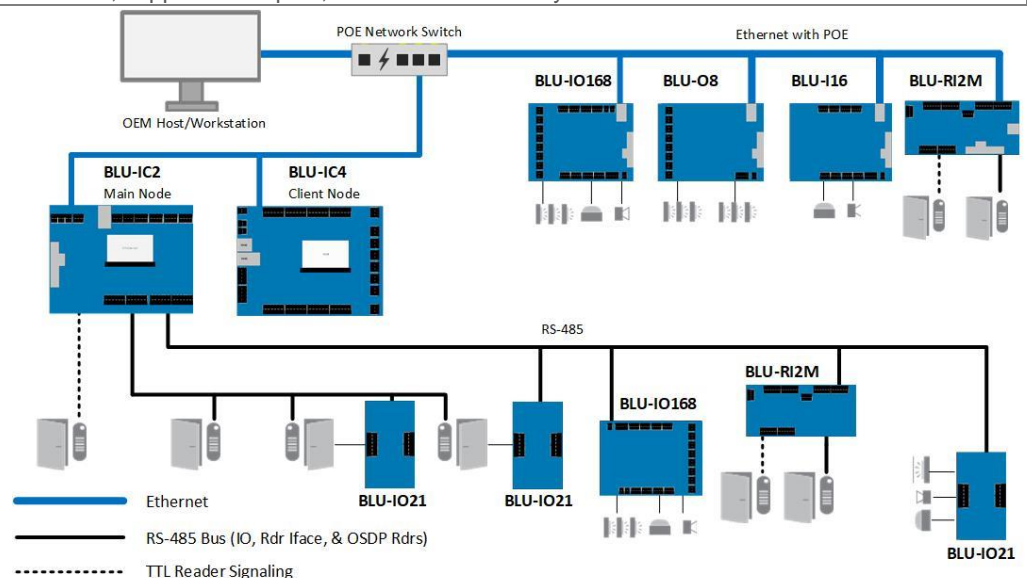 POE Network Switch
Ethernet with POE
OEM Host/Workstation
BLU-IO168
BLU-O8
BLU-I16
BLU-RI2M
BLU-IC2
Main Node
BLU-IC4
Client Node
RS-485
BLU-RI2M
BLU-IO168
BLU-IO21
BLU-IO21
BLU-IO21
Ethernet
RS-485 Bus (IO, Rdr Iface, & OSDP Rdrs)
TTL Reader Signaling